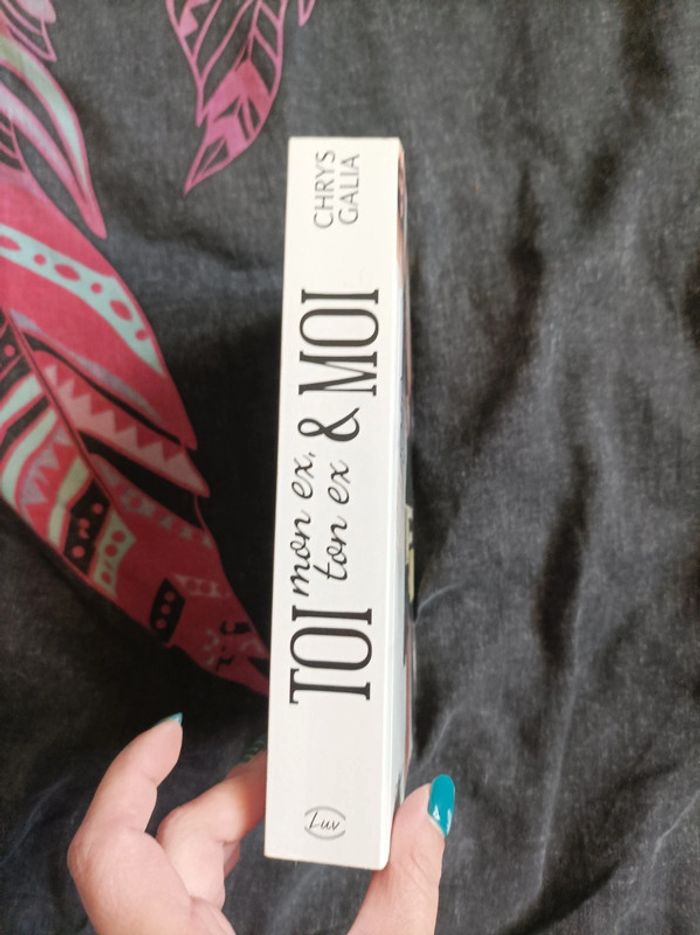 TOI mon ex, ton ex & MOI
CHRYS
GALIA
Luv